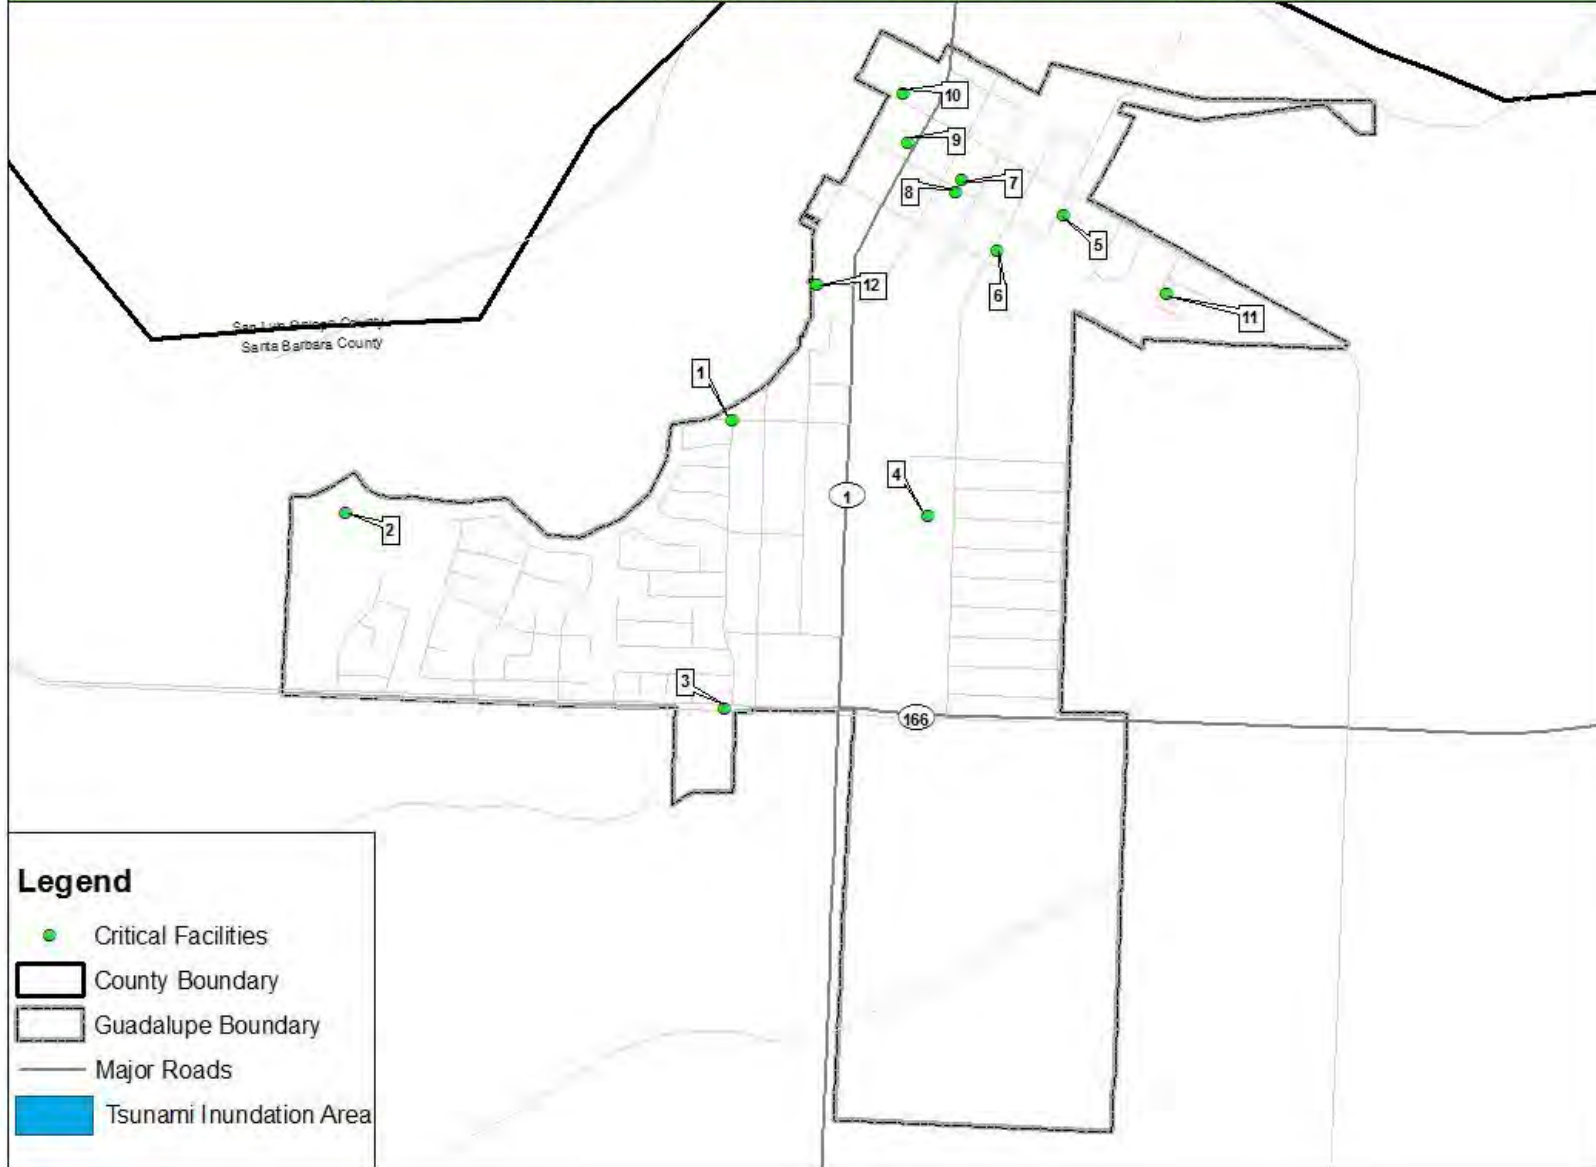 10
9
7
8
5
6
12
11
San Luis Obispo County
Santa Barbara County
1
4
1
2
3
166
Legend
Critical Facilities
County Boundary
Guadalupe Boundary
Major Roads
Tsunami Inundation Area